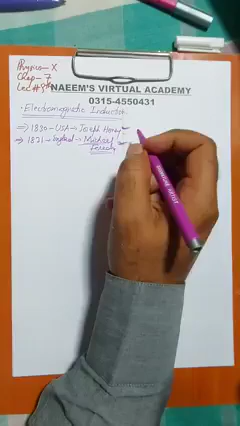 Physics - X
Chap - 7
Lec # 8
NAEEM'S VIRTUAL ACADEMY
0315-4550431
Electromagnetic Induction
=> 1830 - USA -> Joseph Henry
=> 1831 - England - Michael
Faraday